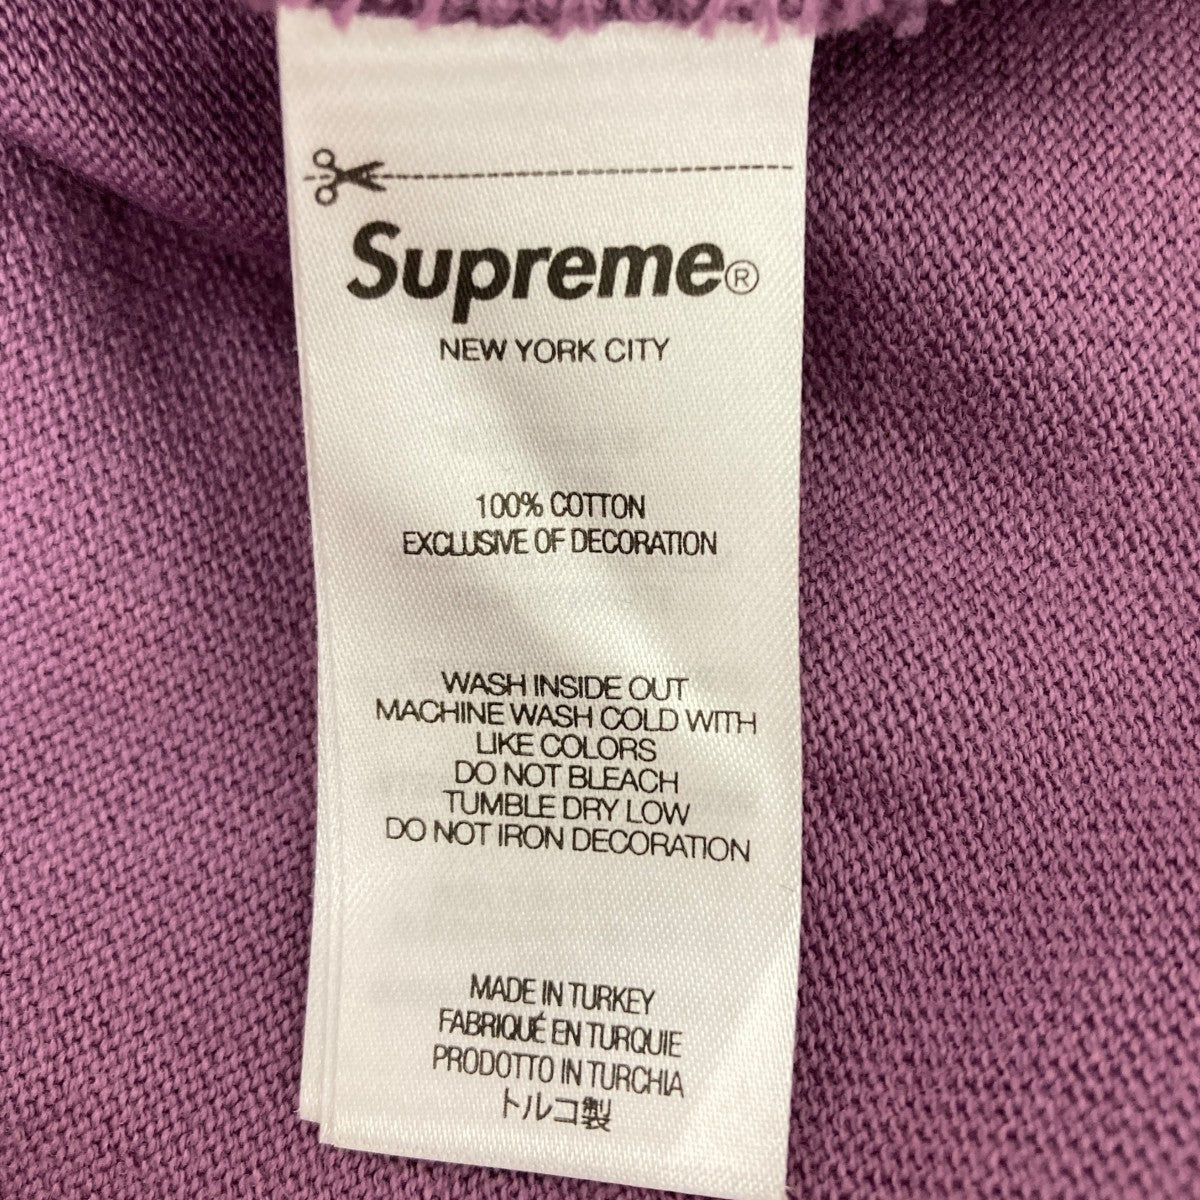 Supreme®
NEW YORK CITY
100% COTTON
EXCLUSIVE OF DECORATION
WASH INSIDE OUT
MACHINE WASH COLD WITH
LIKE COLORS
DO NOT BLEACH
TUMBLE DRY LOW
DO NOT IRON DECORATION
MADE IN TURKEY
FABRIQUÉ EN TURQUIE
PRODOTTO IN TURCHIA
トルコ製